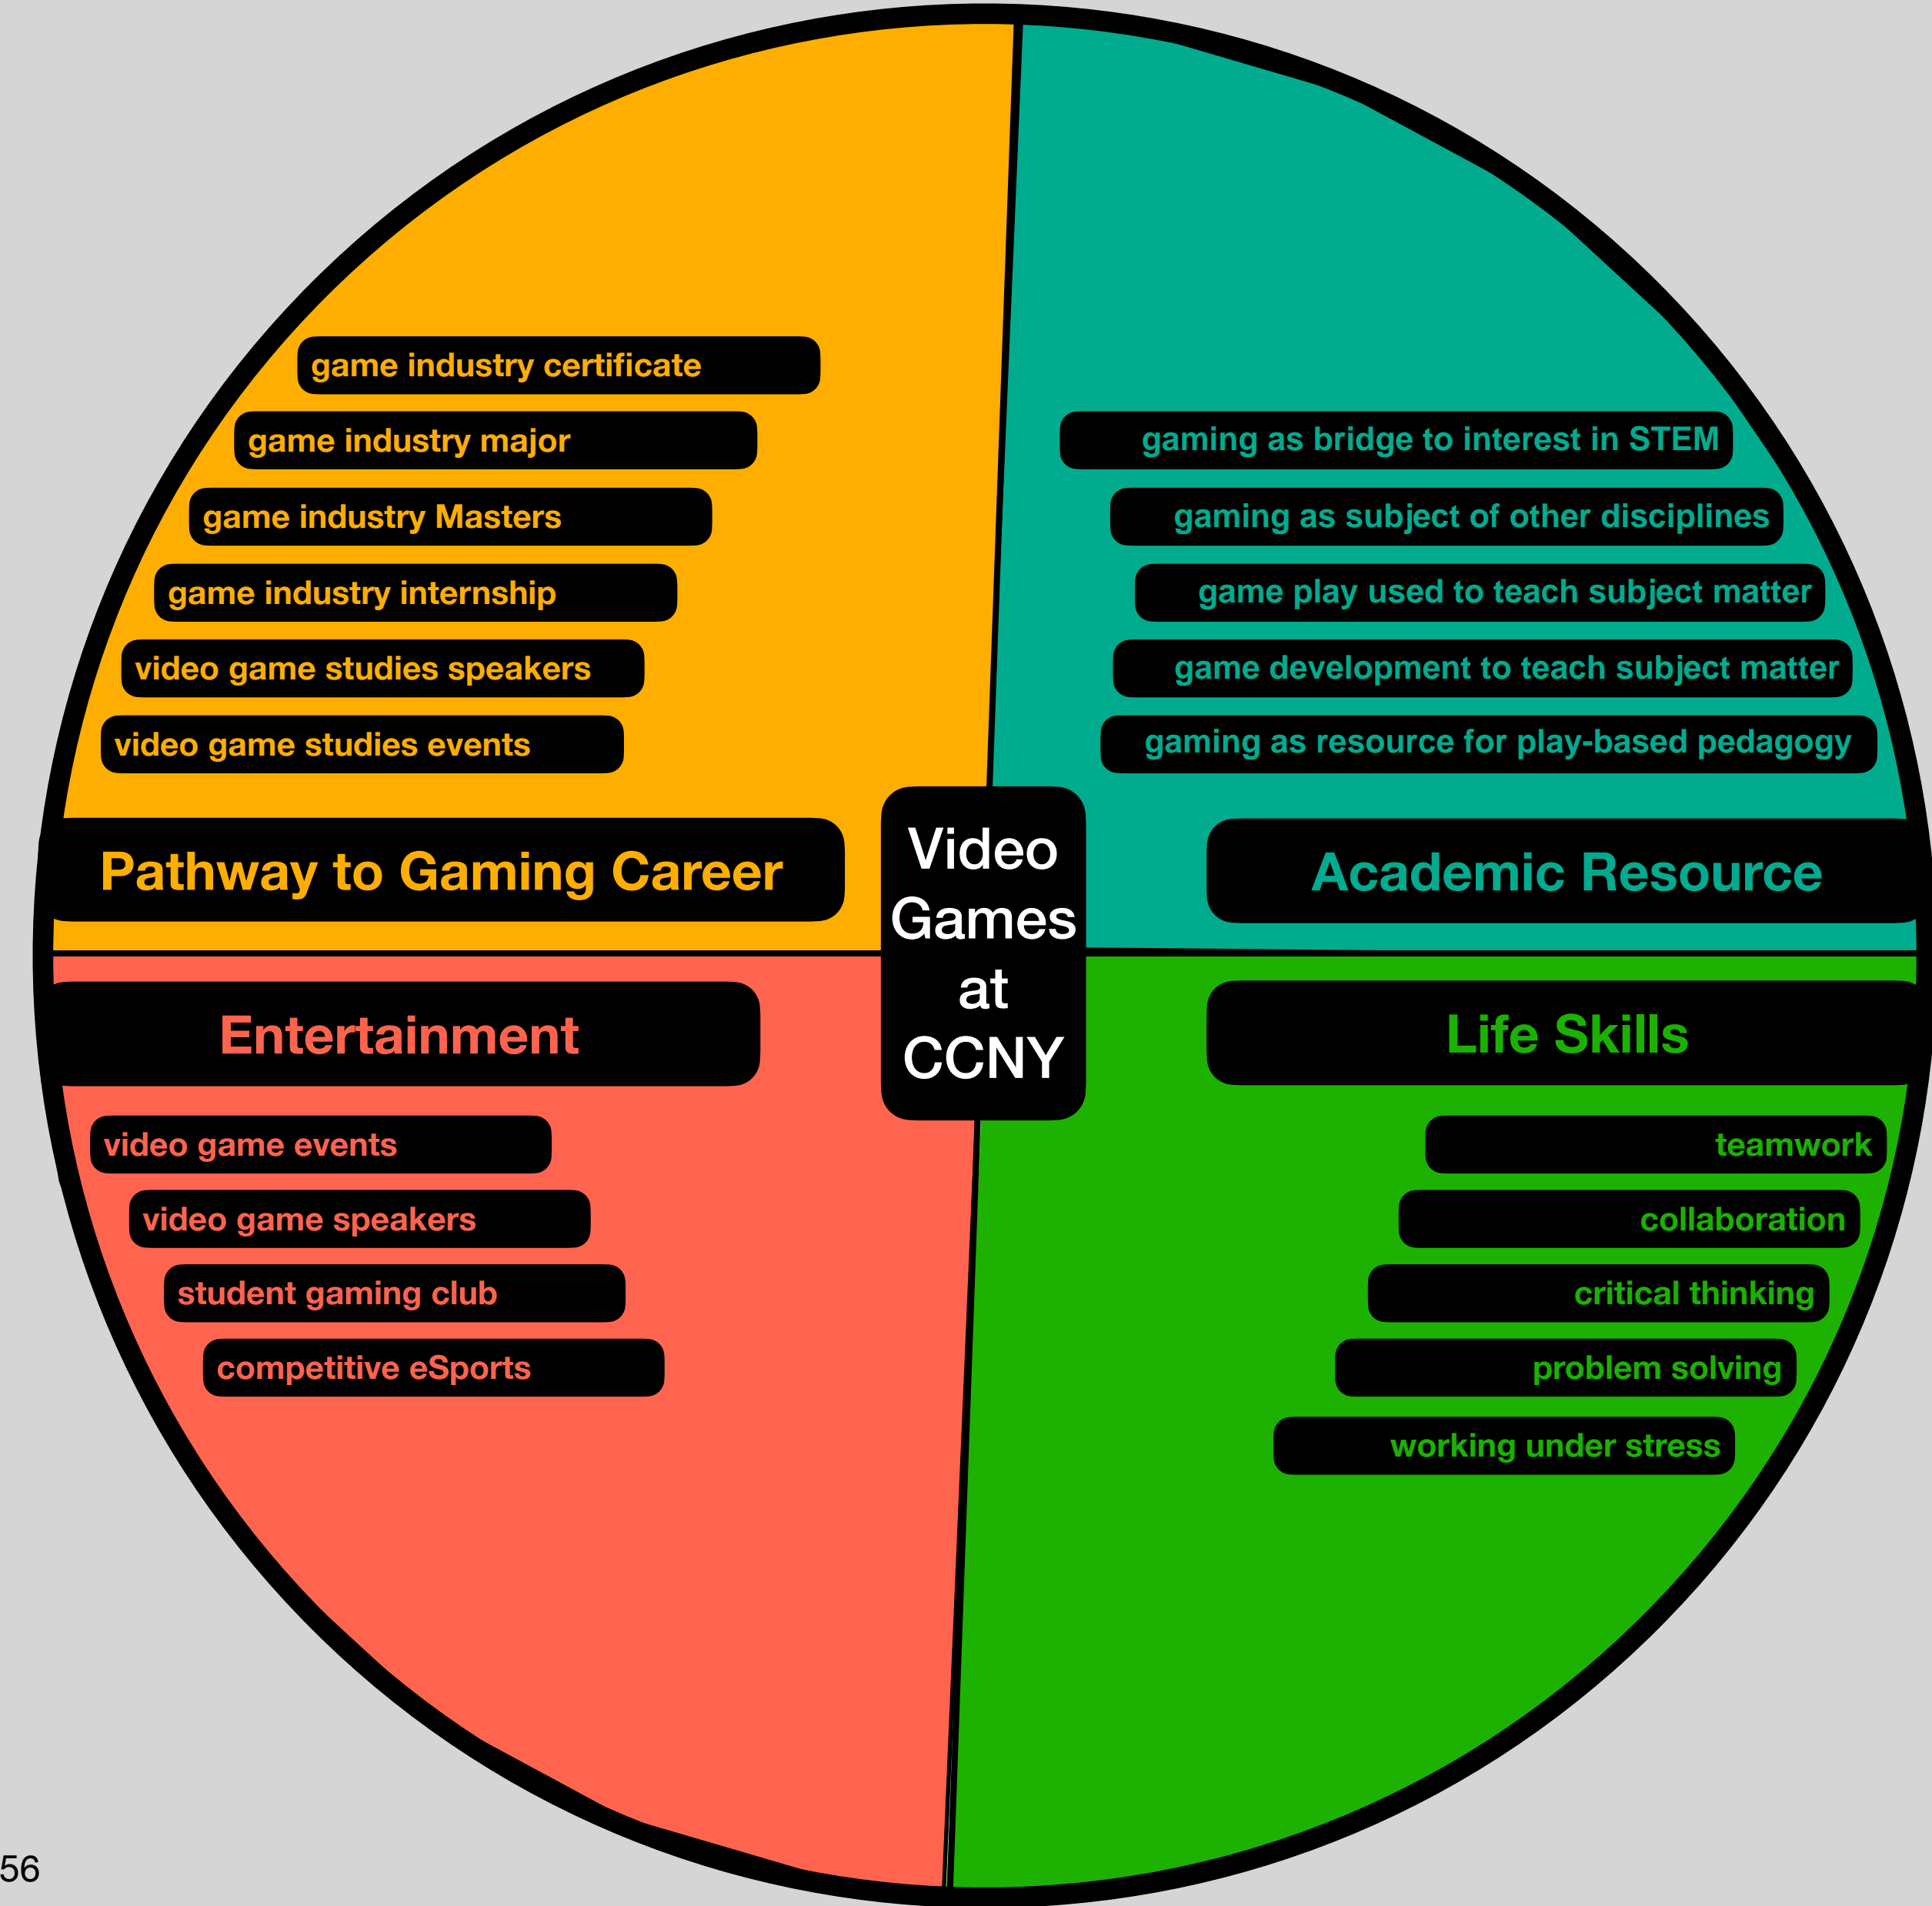 game industry certificate
game industry major
game industry Masters
game industry internship
video game studies speakers
video game studies events
Pathway to Gaming Career
gaming as bridge to interest in STEM
gaming as subject of other disciplines
game play used to teach subject matter
game development to teach subject matter
gaming as resource for play-based pedagogy
Academic Resource
Video
Games
at
CCNY
Entertainment
video game events
video game speakers
student gaming club
competitive eSports
Life Skills
teamwork
collaboration
critical thinking
problem solving
working under stress
56